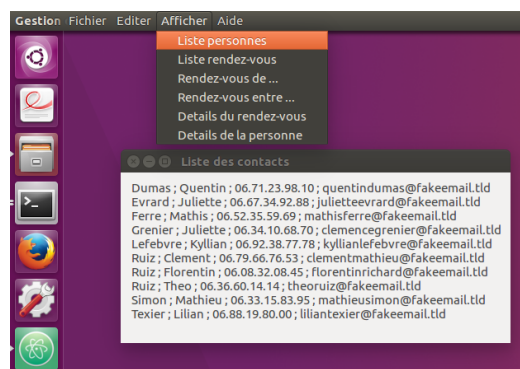 Gestion Fichier Editer Afficher Aide
Liste personnes
Liste rendez-vous
Rendez-vous de ...
Rendez-vous entre ...
Details du rendez-vous
Details de la personne
Liste des contacts
Dumas ; Quentin ; 06.71.23.98.10 ; quentindumas@fakeemail.tld
Evrard ; Juliette ; 06.67.34.92.88 ; julietteevrard@fakeemail.tld
Ferre ; Mathis ; 06.52.35.59.69 ; mathisferre@fakeemail.tld
Grenier ; Juliette ; 06.34.10.68.70 ; clemencegrenier@fakeemail.tld
Lefebvre ; Kyllian ; 06.92.38.77.78 ; kyllianlefebvre@fakeemail.tld
Ruiz ; Clement ; 06.79.66.76.53 ; clementmathieu@fakeemail.tld
Ruiz ; Florentin ; 06.08.32.08.45 ; florentinrichard@fakeemail.tld
Ruiz ; Theo ; 06.36.60.14.14 ; theoruiz@fakeemail.tld
Simon ; Mathieu ; 06.33.15.83.95 ; mathieusimon@fakeemail.tld
Texier ; Lilian ; 06.88.19.80.00 ; liliantexier@fakeemail.tld